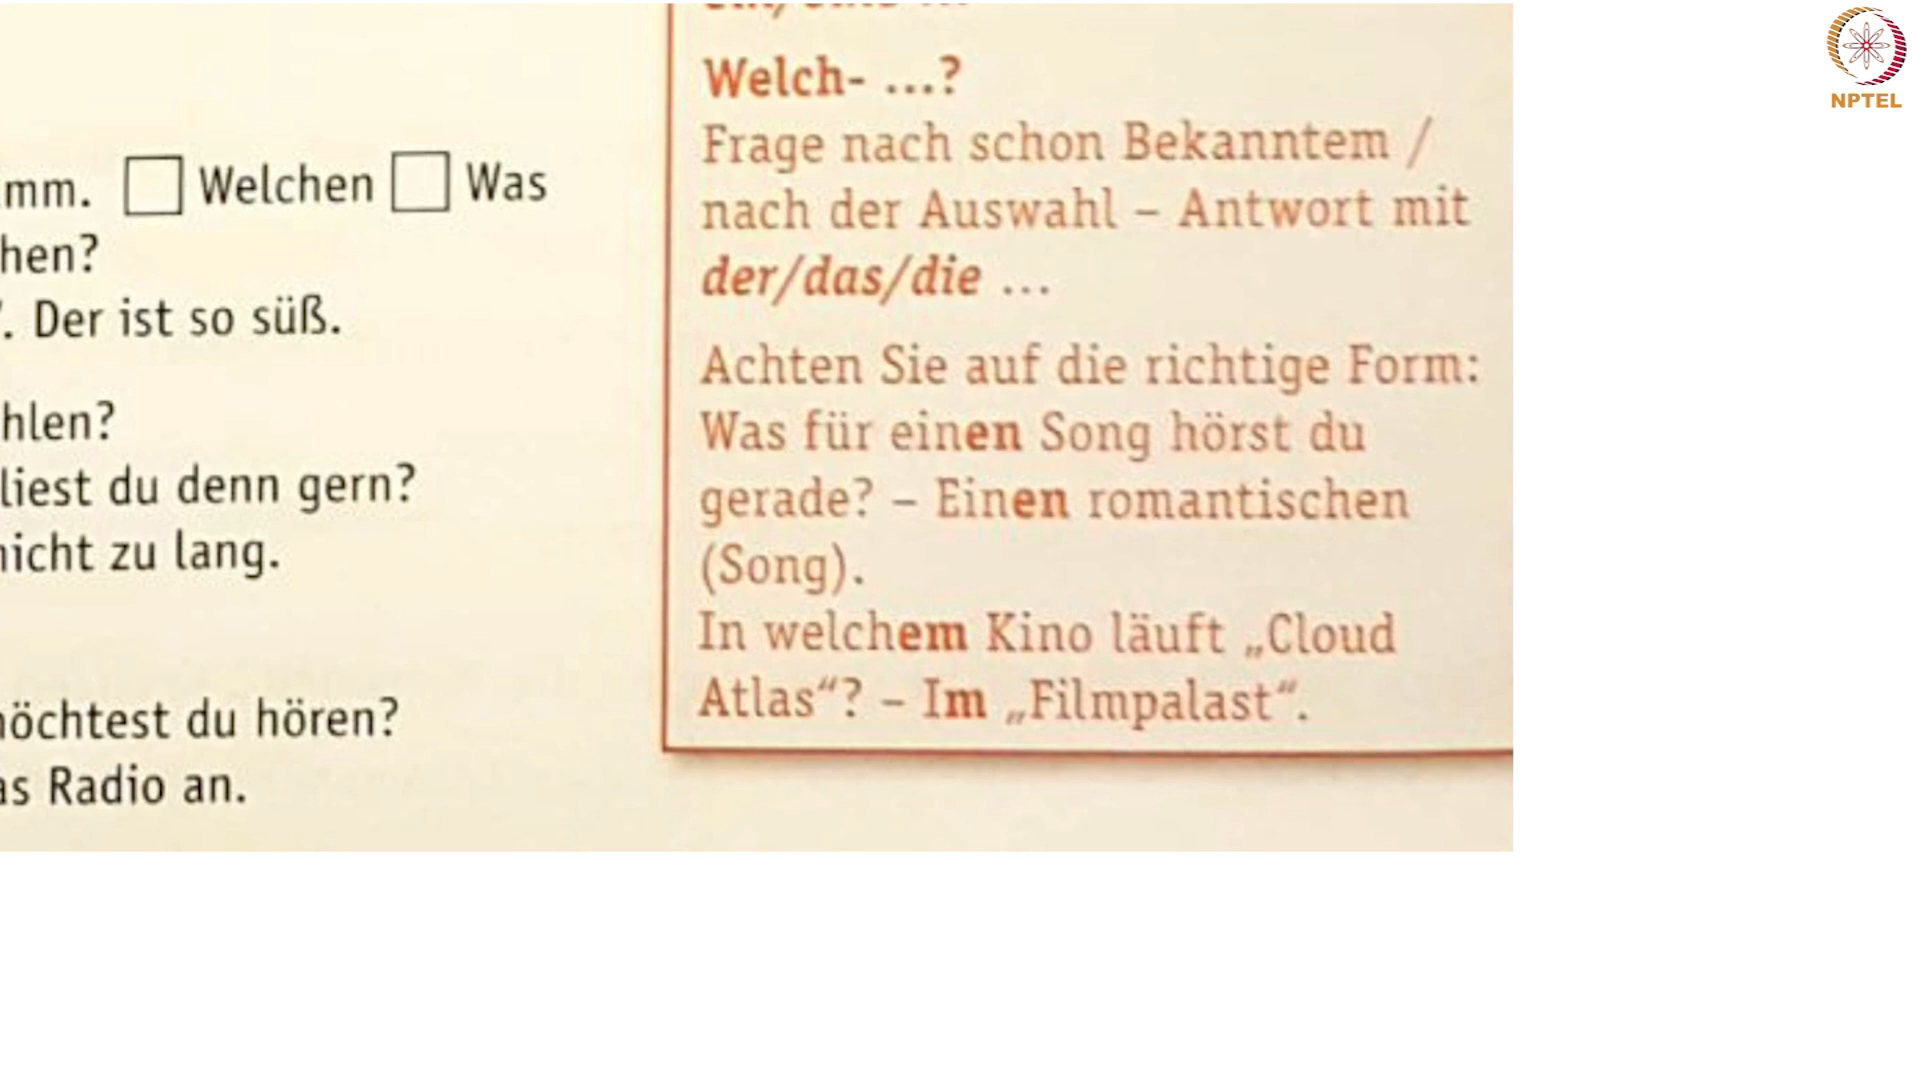 mm. Welchen Was
hen?
. Der ist so süß.
hlen?
liest du denn gern?
nicht zu lang.
möchtest du hören?
as Radio an.
Welch- ...?
Frage nach schon Bekanntem /
nach der Auswahl – Antwort mit
der/das/die ...
Achten Sie auf die richtige Form:
Was für einen Song hörst du
gerade? – Einen romantischen
(Song).
In welchem Kino läuft „Cloud
Atlas“? – Im „Filmpalast“.
NPTEL